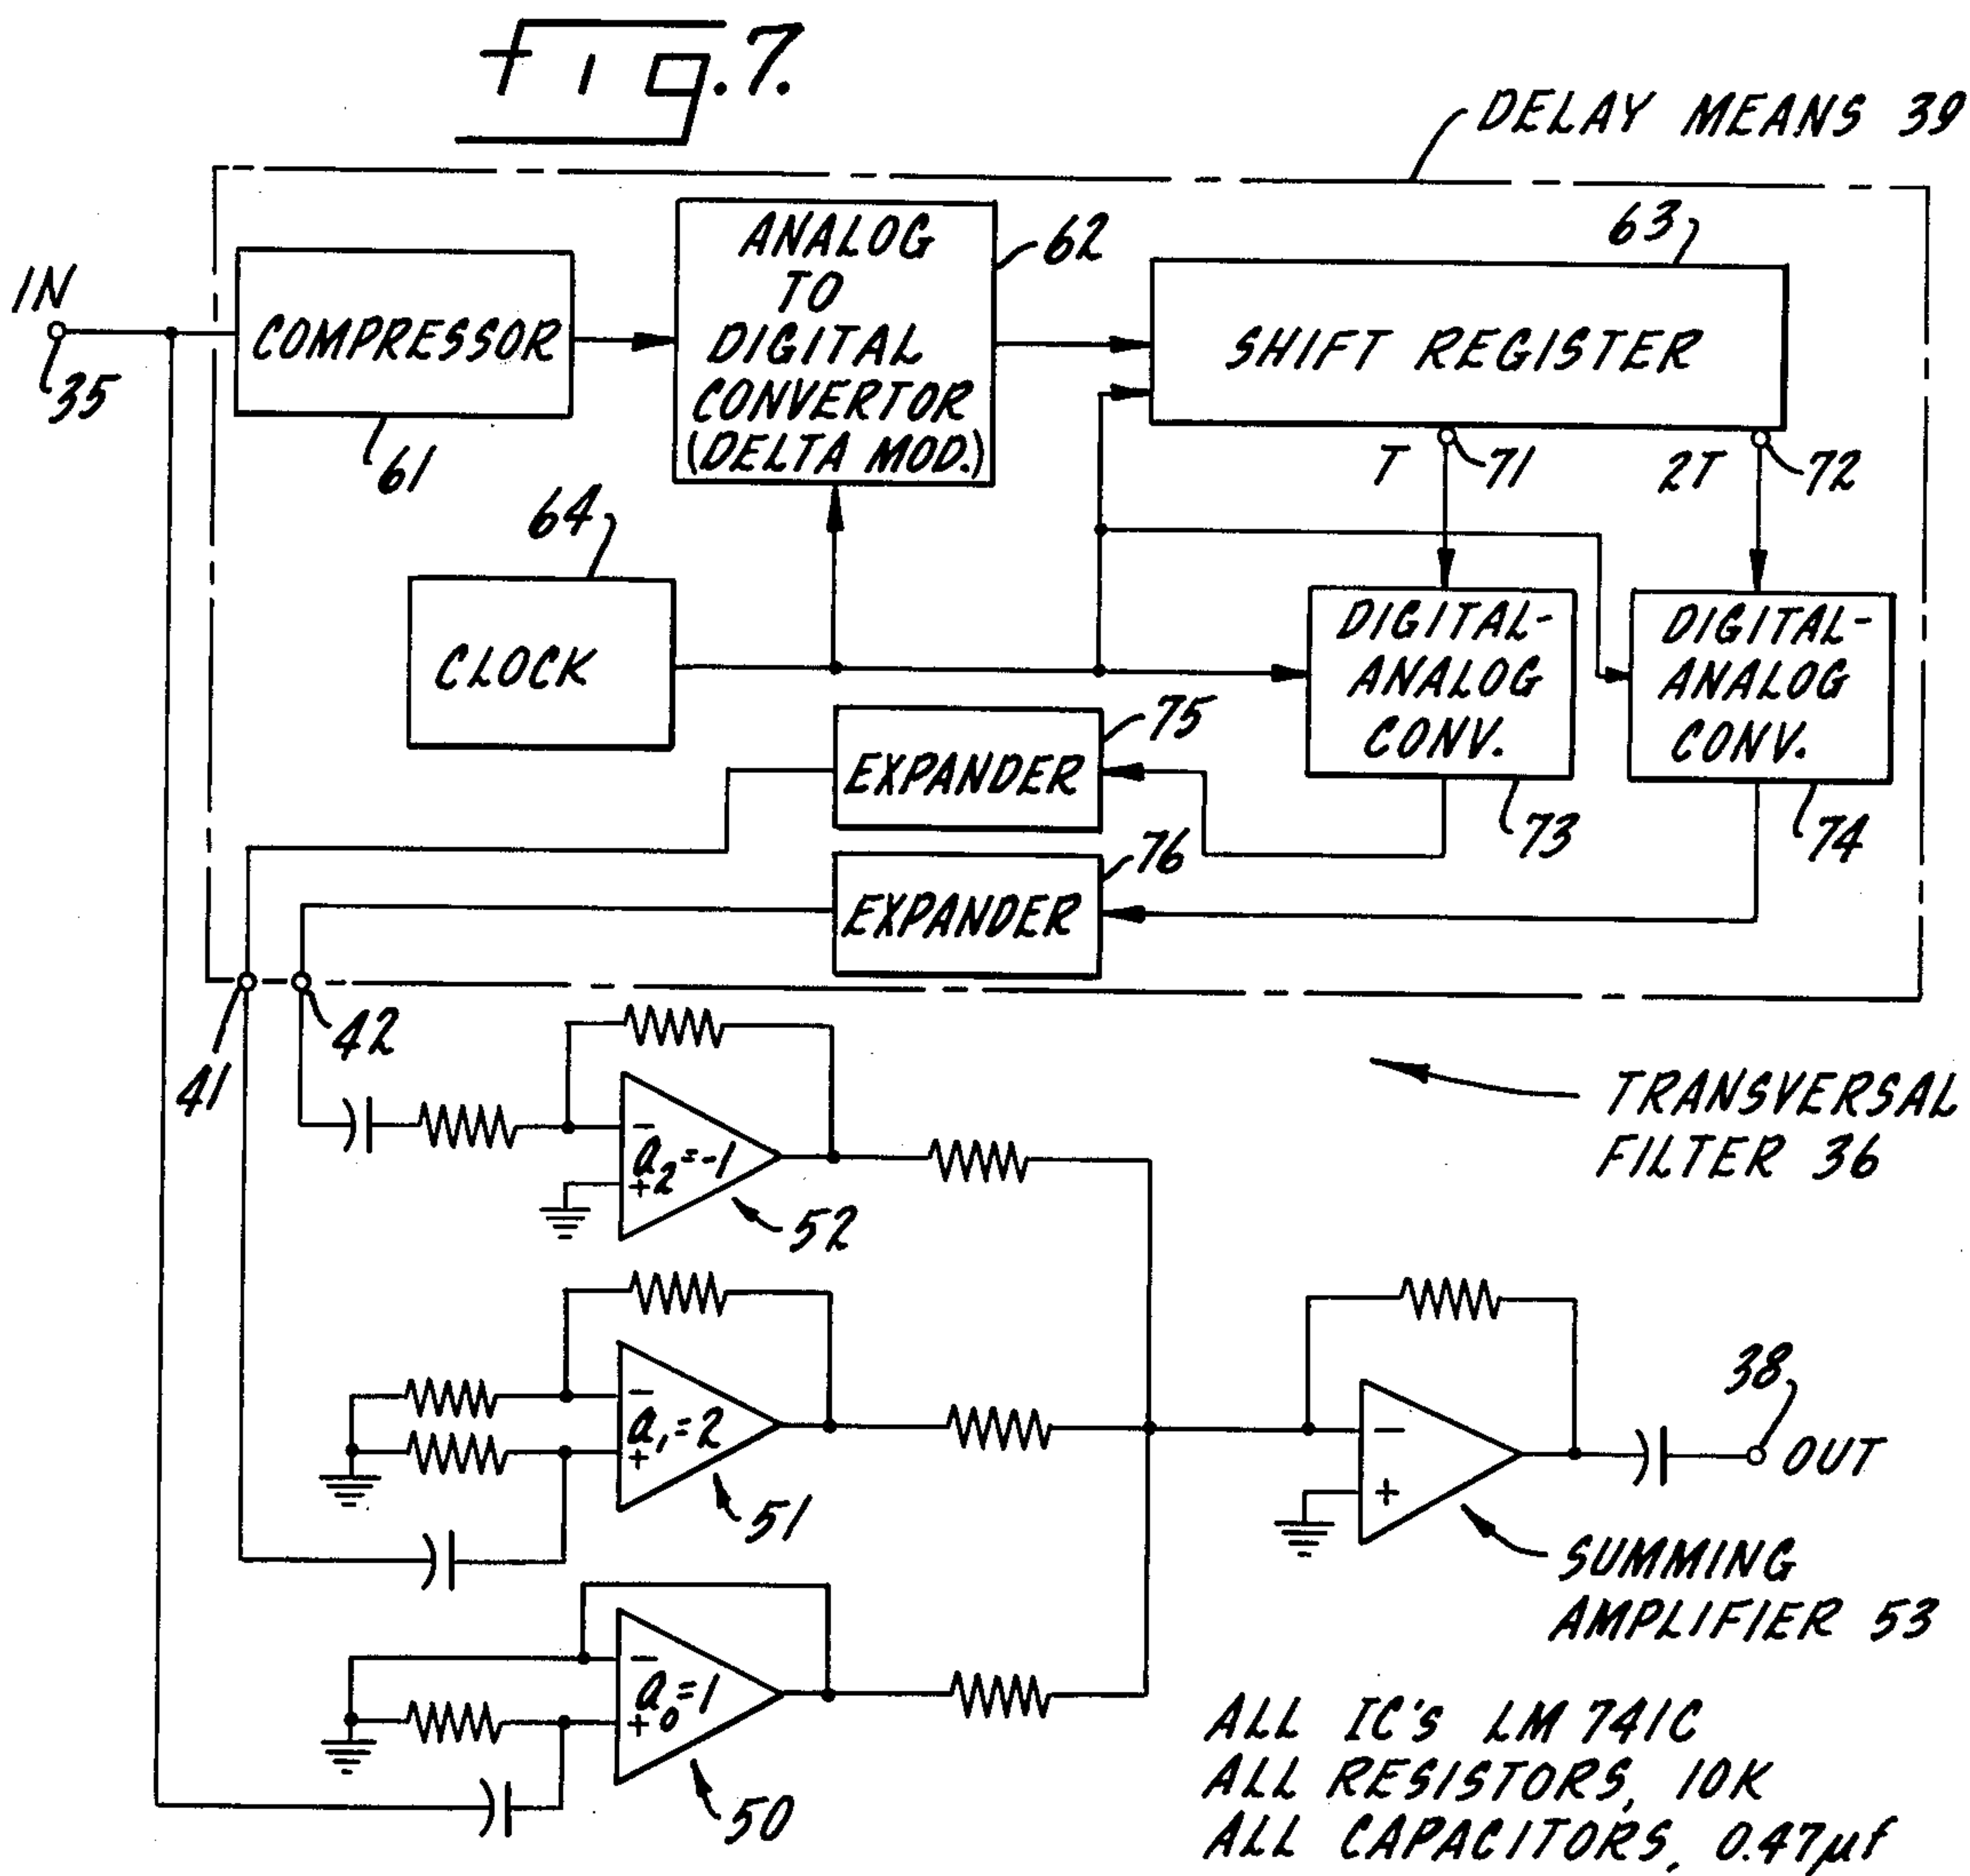 Fig. 7.
DELAY MEANS 39
IN
35
COMPRESSOR
61
ANALOG
TO
DIGITAL
CONVERTOR
(DELTA MOD.)
62
63
SHIFT REGISTER
T
71
2T
72
64
CLOCK
DIGITAL-
ANALOG
CONV.
73
DIGITAL-
ANALOG
CONV.
74
75
EXPANDER
76
EXPANDER
41
42
TRANSVERSAL
FILTER 36
-
a2=-1
+
52
-
a1=2
+
51
-
a0=1
+
50
-
+
38
OUT
SUMMING
AMPLIFIER 53
ALL IC's LM 741C
ALL RESISTORS, 10K
ALL CAPACITORS, 0.47μf